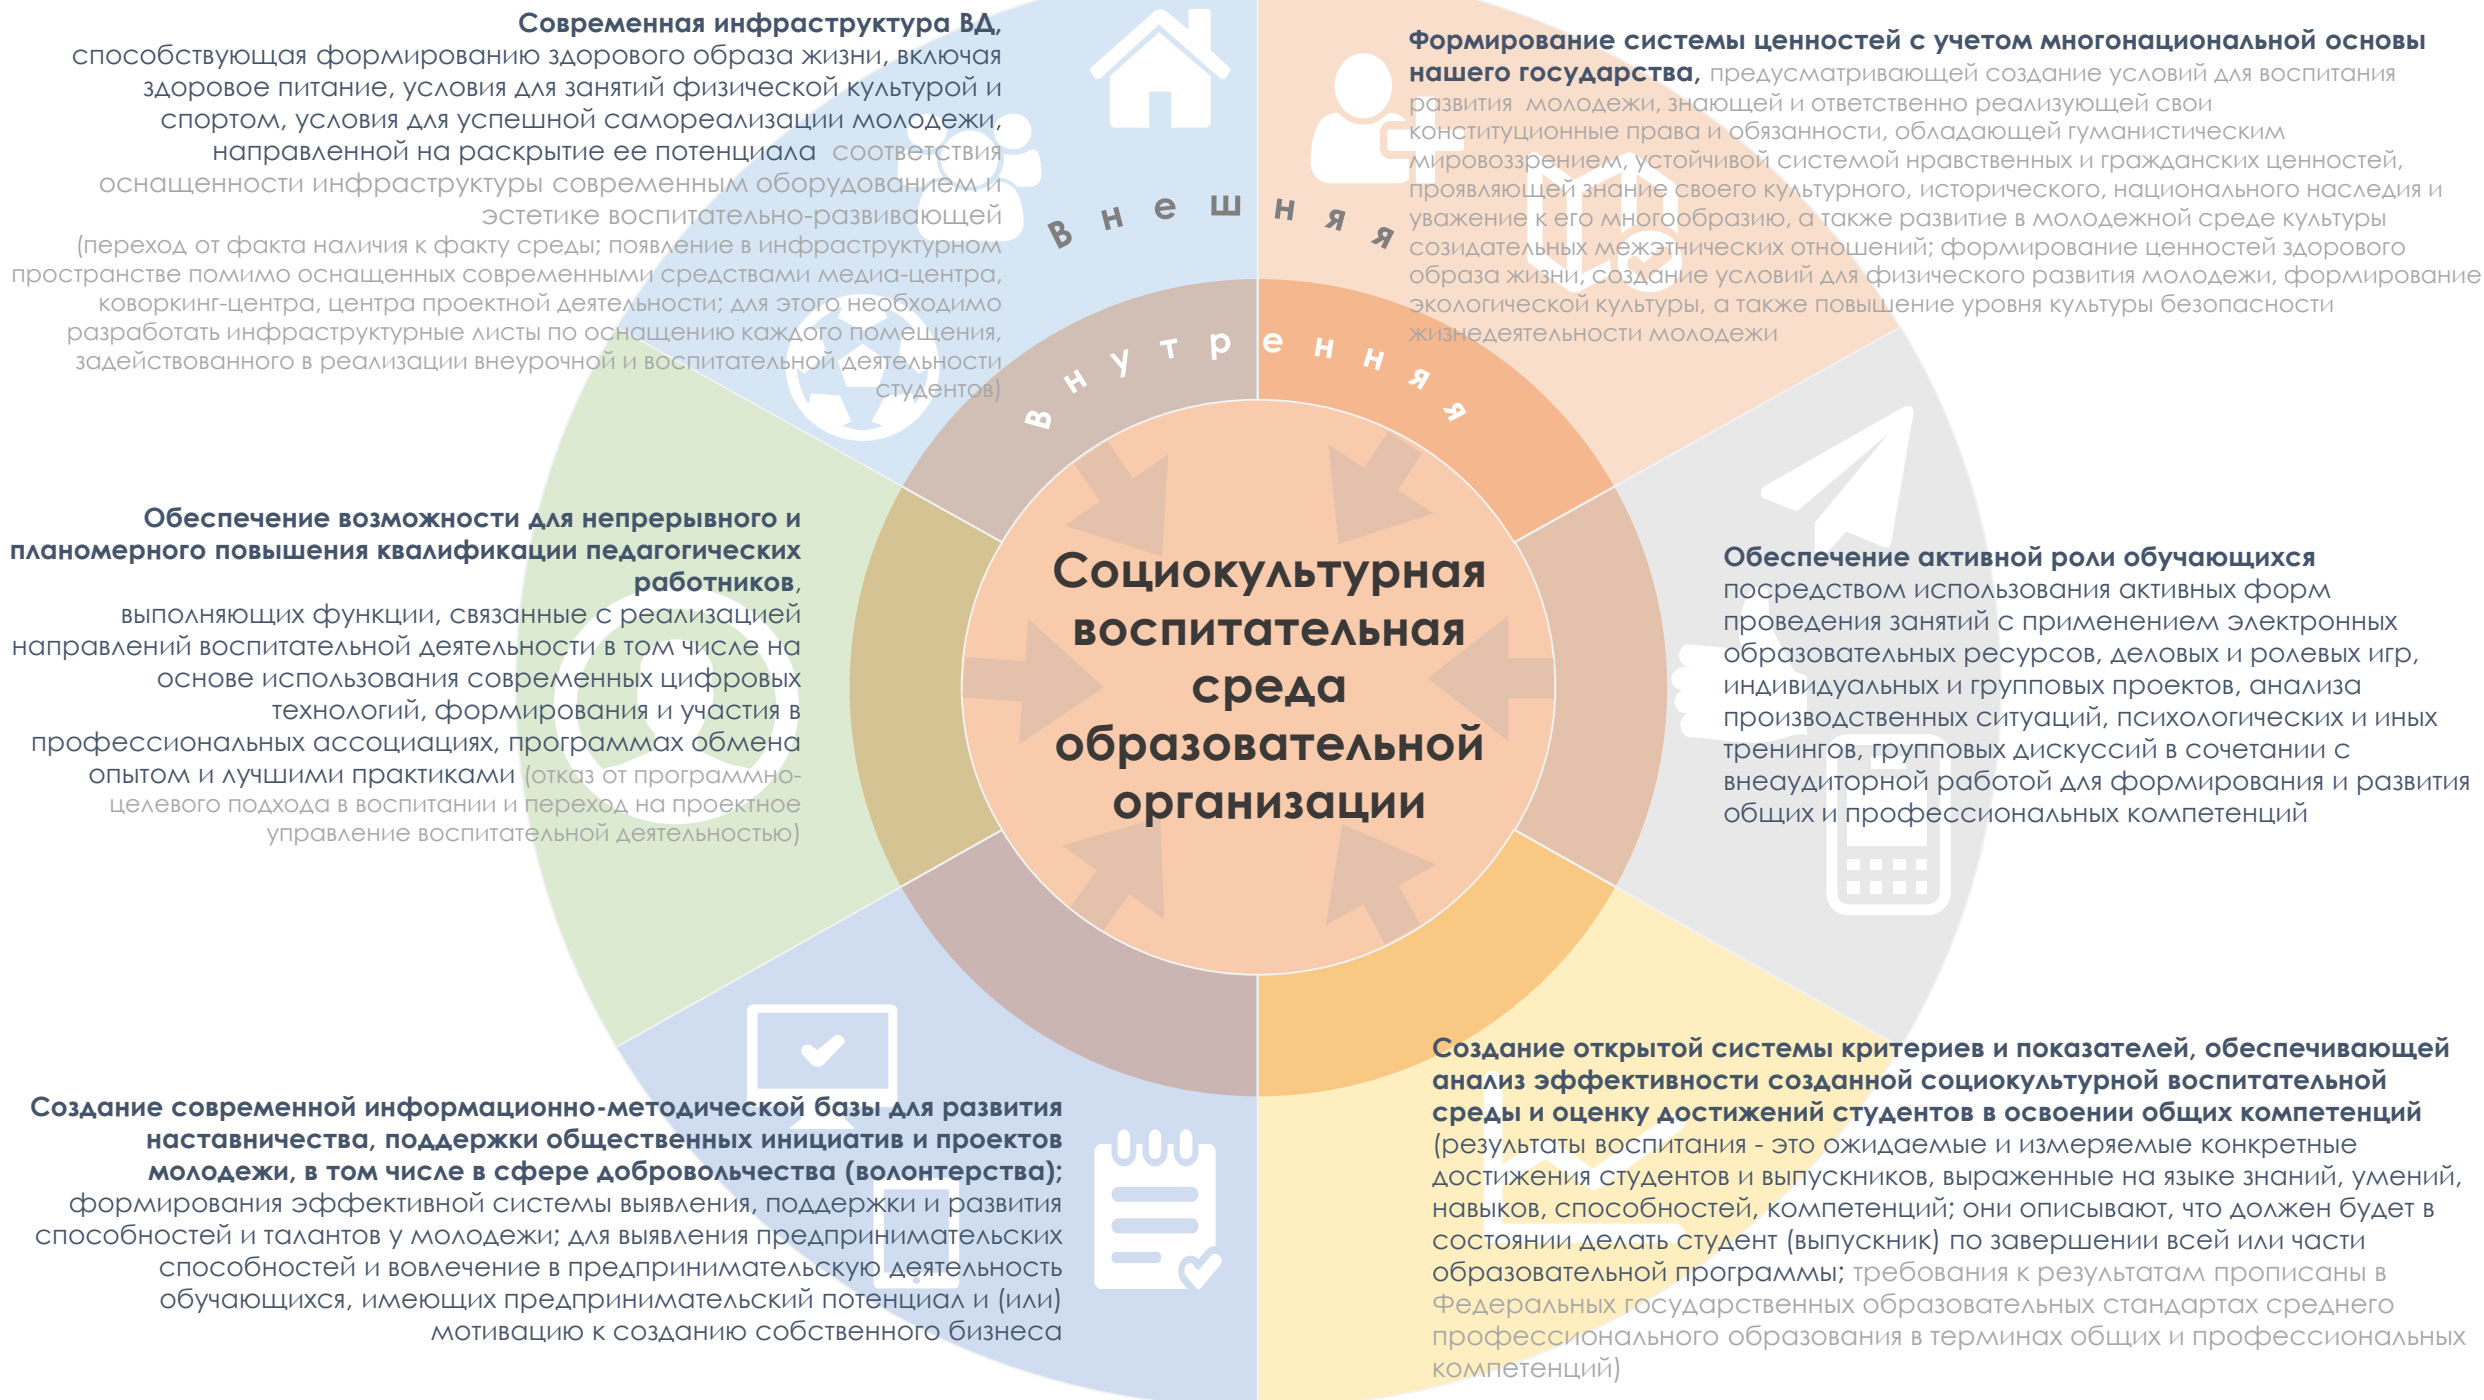 Современная инфраструктура ВД,
способствующая формированию здорового образа жизни, включая
здоровое питание, условия для занятий физической культурой и
спортом, условия для успешной самореализации молодежи,
направленной на раскрытие ее потенциала соответствия
оснащенности инфраструктуры современным оборудованием и
эстетике воспитательно-развивающей
(переход от факта наличия к факту среды; появление в инфраструктурном
пространстве помимо оснащенных современными средствами медиа-центра,
коворкинг-центра, центра проектной деятельности; для этого необходимо
разработать инфраструктурные листы по оснащению каждого помещения,
задействованного в реализации внеурочной и воспитательной деятельности
студентов)
Формирование системы ценностей с учетом многонациональной основы
нашего государства, предусматривающей создание условий для воспитания
развития молодежи, знающей и ответственно реализующей свои
конституционные права и обязанности, обладающей гуманистическим
мировоззрением, устойчивой системой нравственных и гражданских ценностей,
проявляющей знание своего культурного, исторического, национального наследия и
уважение к его многообразию, а также развитие в молодежной среде культуры
созидательных межэтнических отношений; формирование ценностей здорового
образа жизни, создание условий для физического развития молодежи, формирование
экологической культуры, а также повышение уровня культуры безопасности
жизнедеятельности молодежи
Внешняя
Внутренняя
Обеспечение возможности для непрерывного и
планомерного повышения квалификации педагогических
работников,
выполняющих функции, связанные с реализацией
направлений воспитательной деятельности в том числе на
основе использования современных цифровых
технологий, формирования и участия в
профессиональных ассоциациях, программах обмена
опытом и лучшими практиками (отказ от программно-
целевого подхода в воспитании и переход на проектное
управление воспитательной деятельностью)
Социокультурная
воспитательная
среда
образовательной
организации
Обеспечение активной роли обучающихся
посредством использования активных форм
проведения занятий с применением электронных
образовательных ресурсов, деловых и ролевых игр,
индивидуальных и групповых проектов, анализа
производственных ситуаций, психологических и иных
тренингов, групповых дискуссий в сочетании с
внеаудиторной работой для формирования и развития
общих и профессиональных компетенций
Создание современной информационно-методической базы для развития
наставничества, поддержки общественных инициатив и проектов
молодежи, в том числе в сфере добровольчества (волонтерства);
формирования эффективной системы выявления, поддержки и развития
способностей и талантов у молодежи; для выявления предпринимательских
способностей и вовлечение в предпринимательскую деятельность
обучающихся, имеющих предпринимательский потенциал и (или)
мотивацию к созданию собственного бизнеса
Создание открытой системы критериев и показателей, обеспечивающей
анализ эффективности созданной социокультурной воспитательной
среды и оценку достижений студентов в освоении общих компетенций
(результаты воспитания - это ожидаемые и измеряемые конкретные
достижения студентов и выпускников, выраженные на языке знаний, умений,
навыков, способностей, компетенций; они описывают, что должен будет в
состоянии делать студент (выпускник) по завершении всей или части
образовательной программы; требования к результатам прописаны в
Федеральных государственных образовательных стандартах среднего
профессионального образования в терминах общих и профессиональных
компетенций)